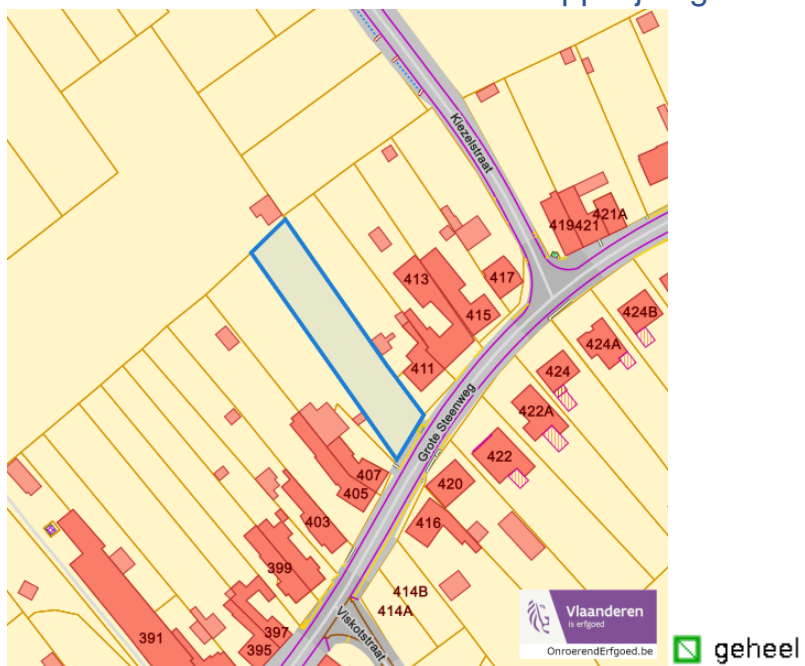 Kiezelstraat
421A
419 421
413
417
415
424B
424A
411
424
Grote Steenweg
422A
422
407
405
420
403
416
399
414B
414A
Viskotstraat
397
395
391
Vlaanderen
is erfgoed
OnroerendErfgoed.be
geheel